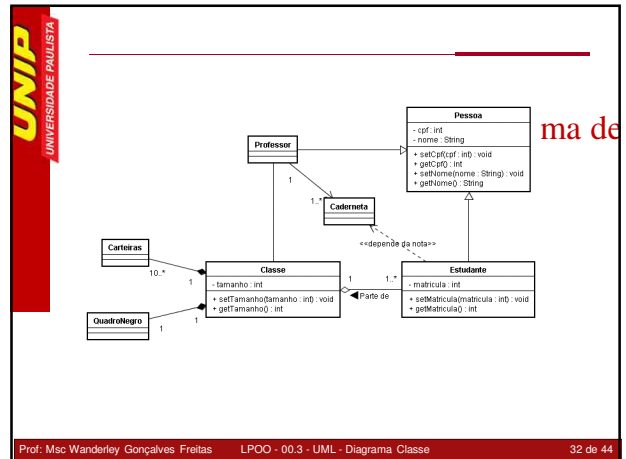 UNIP
UNIVERSIDADE PAULISTA
ma de
Pessoa
- cpf : int
- nome : String
+ setCpf(cpf : int) : void
+ getCpf() : int
+ setNome(nome : String) : void
+ getNome() : String
Professor
1
1..*
Caderneta
<<depende da nota>>
Carteiras
10..*
1
Classe
- tamanho : int
+ setTamanho(tamanho : int) : void
+ getTamanho() : int
1
1..*
Parte de
Estudante
- matricula : int
+ setMatricula(matricula : int) : void
+ getMatricula() : int
QuadroNegro
1
1
Prof: Msc Wanderley Gonçalves Freitas LPOO - 00.3 - UML - Diagrama Classe 32 de 44